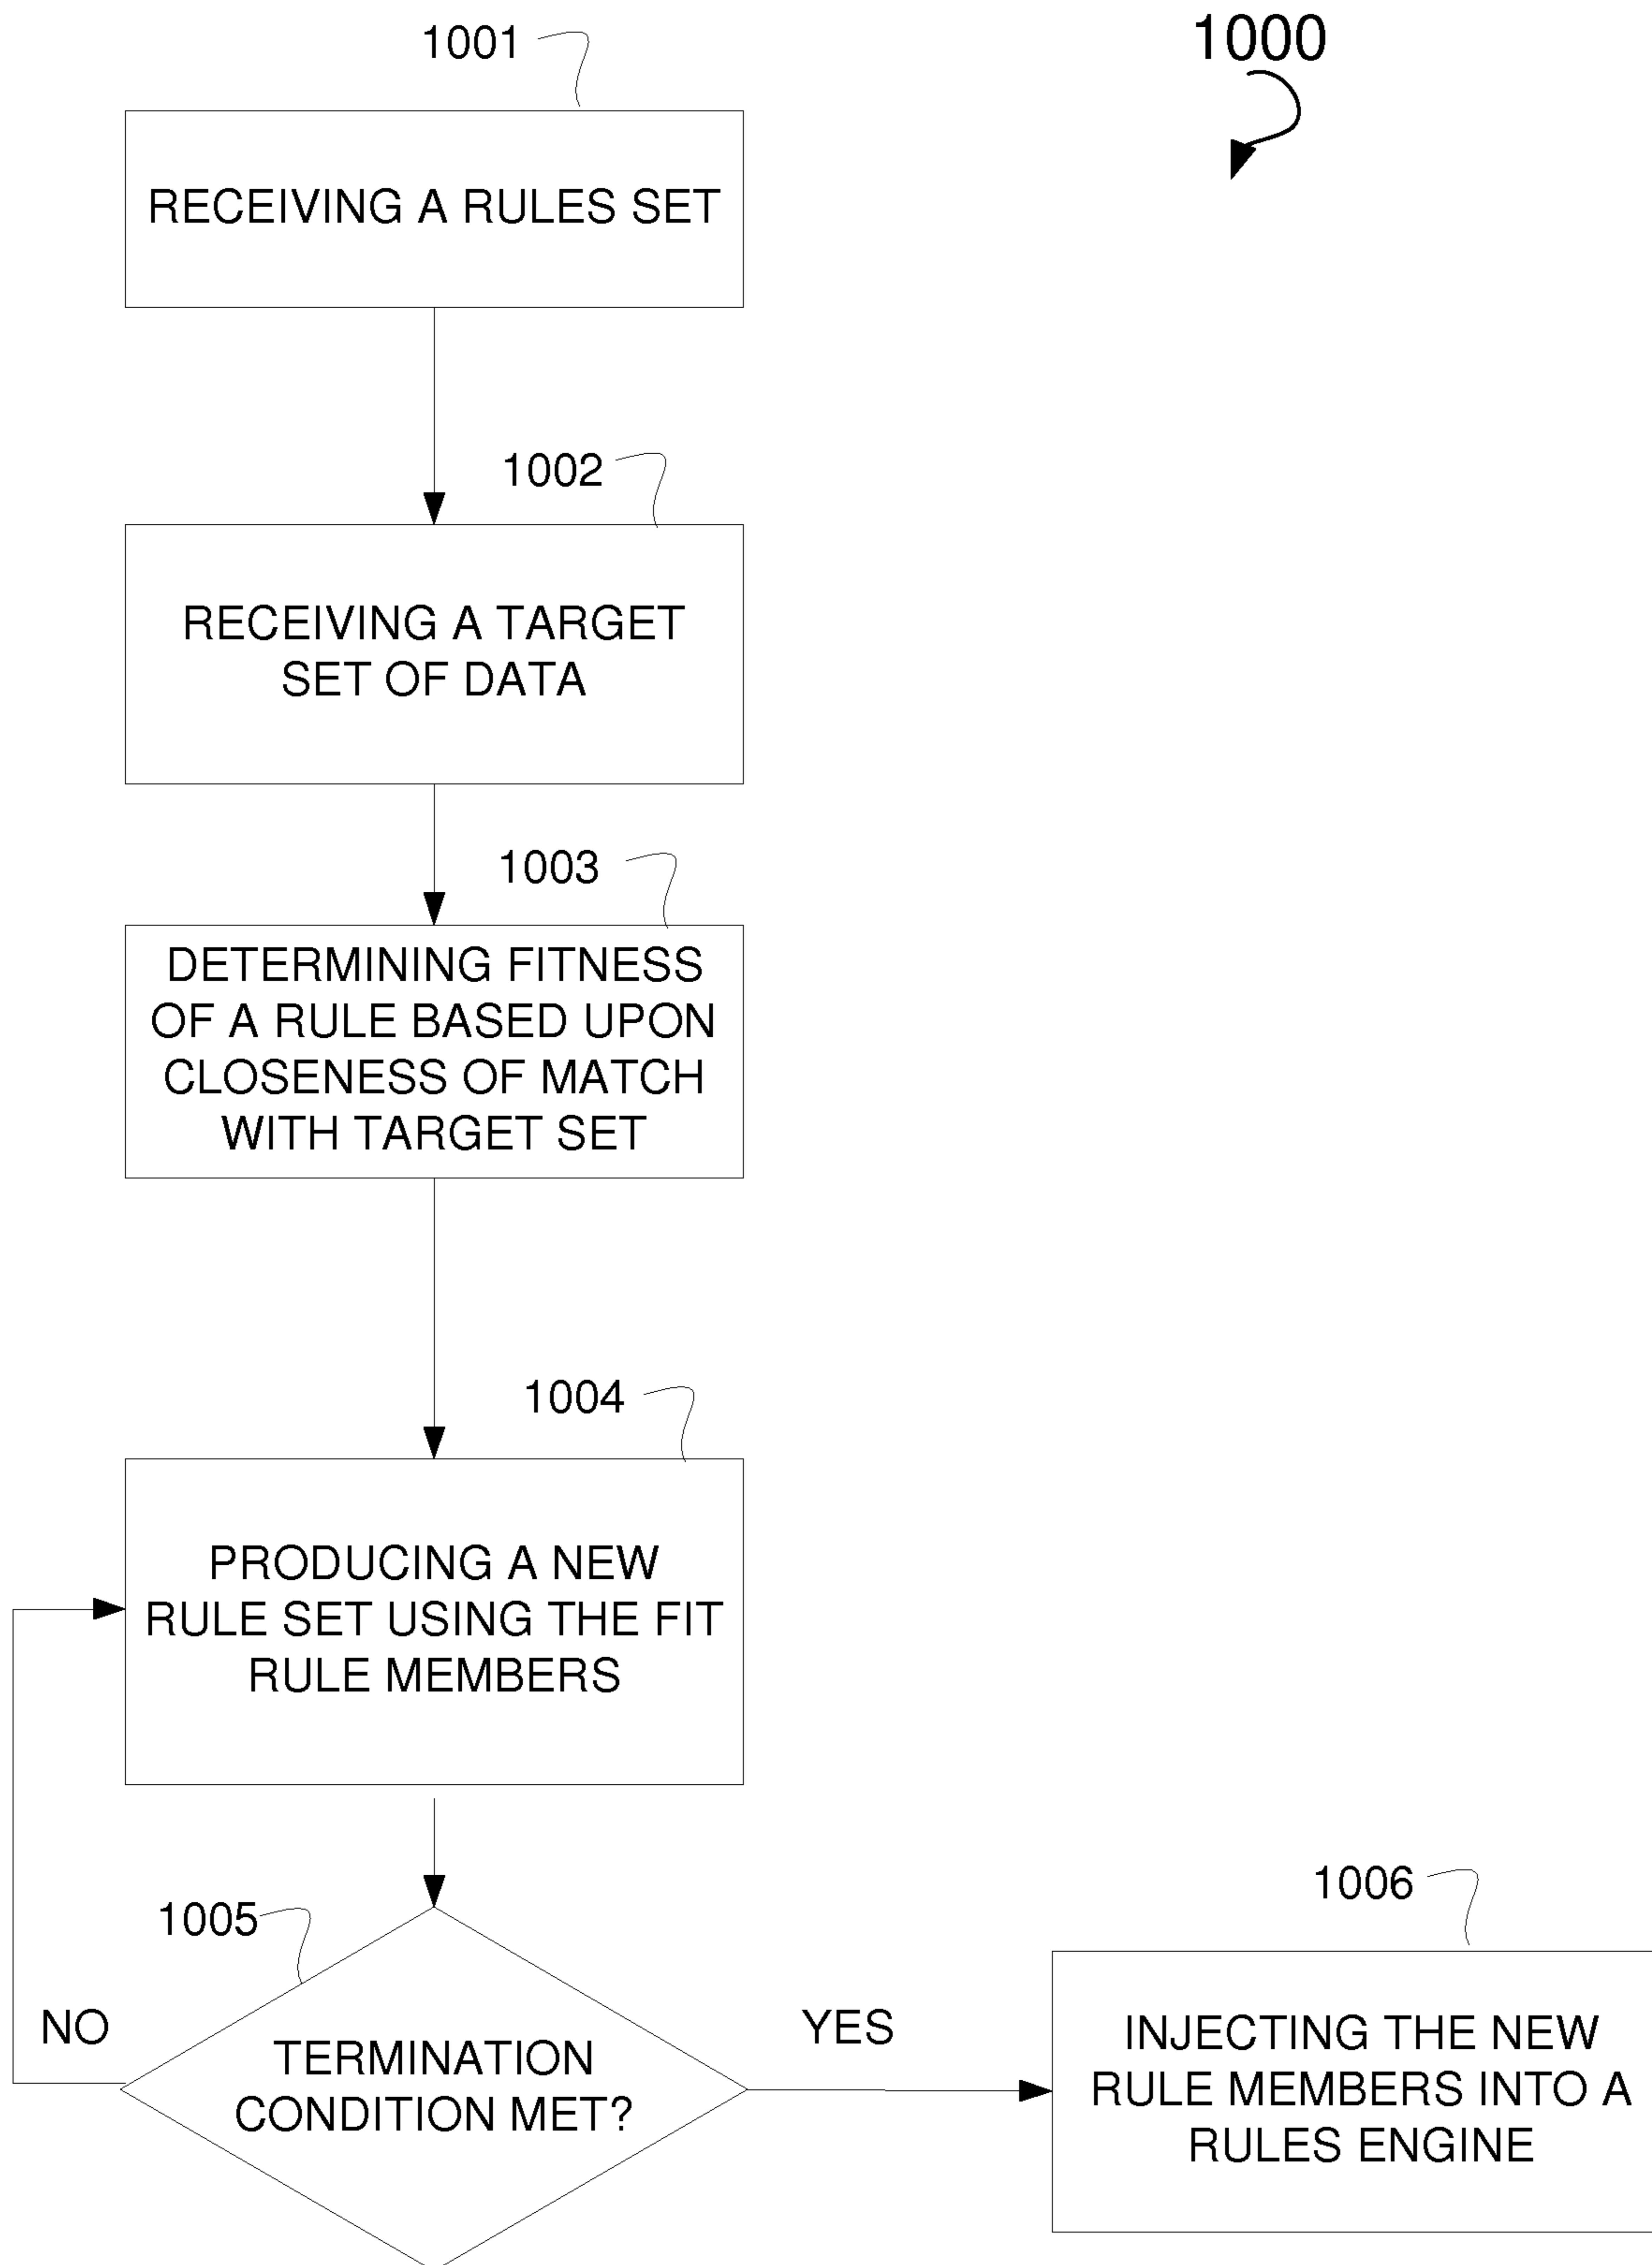 1000
1001
RECEIVING A RULES SET
1002
RECEIVING A TARGET
SET OF DATA
1003
DETERMINING FITNESS
OF A RULE BASED UPON
CLOSENESS OF MATCH
WITH TARGET SET
1004
PRODUCING A NEW
RULE SET USING THE FIT
RULE MEMBERS
1005
NO
TERMINATION
CONDITION MET?
YES
1006
INJECTING THE NEW
RULE MEMBERS INTO A
RULES ENGINE